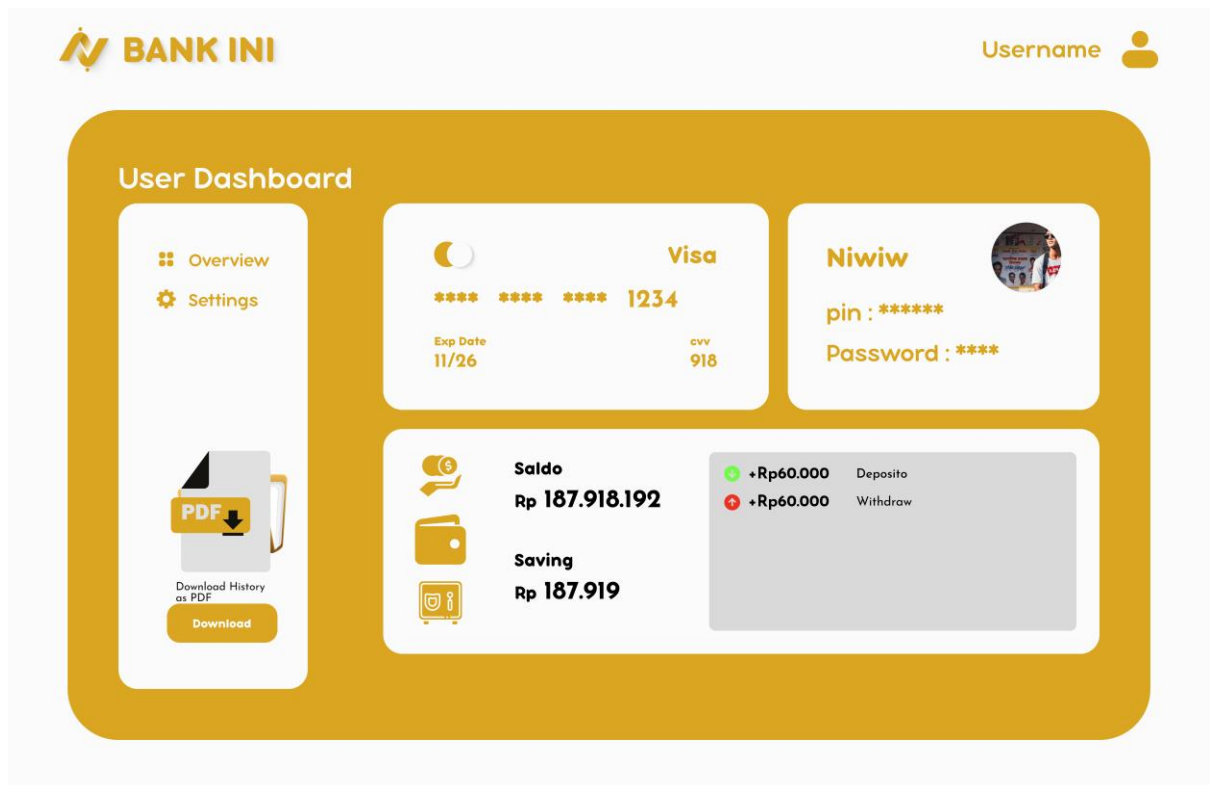 BANK INI
Username
User Dashboard
Overview
Settings
PDF
Download History
as PDF
Download
Visa
**** **** **** 1234
Exp Date
11/26
cvv
918
Niwiw
pin : ******
Password : ****
Saldo
Rp 187.918.192
Saving
Rp 187.919
+Rp60.000 Deposito
+Rp60.000 Withdraw